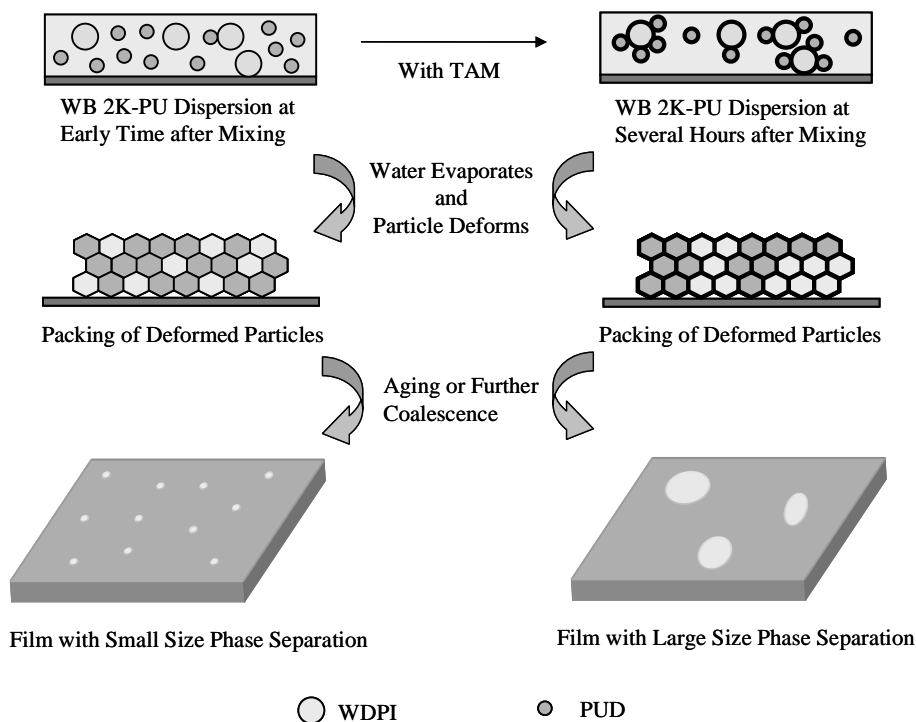 With TAM
WB 2K-PU Dispersion at
Early Time after Mixing
WB 2K-PU Dispersion at
Several Hours after Mixing
Water Evaporates
and
Particle Deforms
Packing of Deformed Particles
Packing of Deformed Particles
Aging or Further
Coalescence
Film with Small Size Phase Separation
Film with Large Size Phase Separation
WDPI
PUD